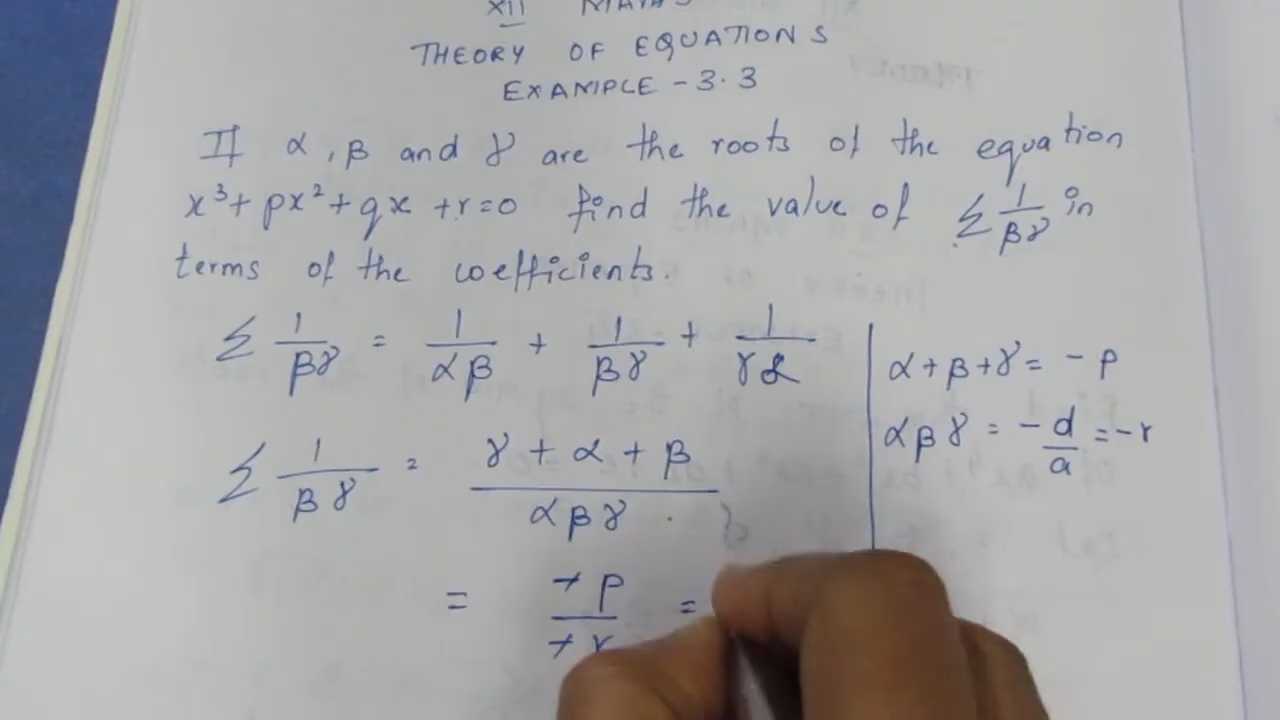 XII MATHS
THEORY OF EQUATIONS
EXAMPLE - 3.3
If α, β and γ are the roots of the equation
x³ + px² + qx + r = 0 find the value of Σ 1/βγ in
terms of the coefficients.
Σ 1/βγ = 1/αβ + 1/βγ + 1/γα
α + β + γ = - p
αβγ = - d/a = - r
Σ 1/βγ = γ + α + β / αβγ
= -p/-r =